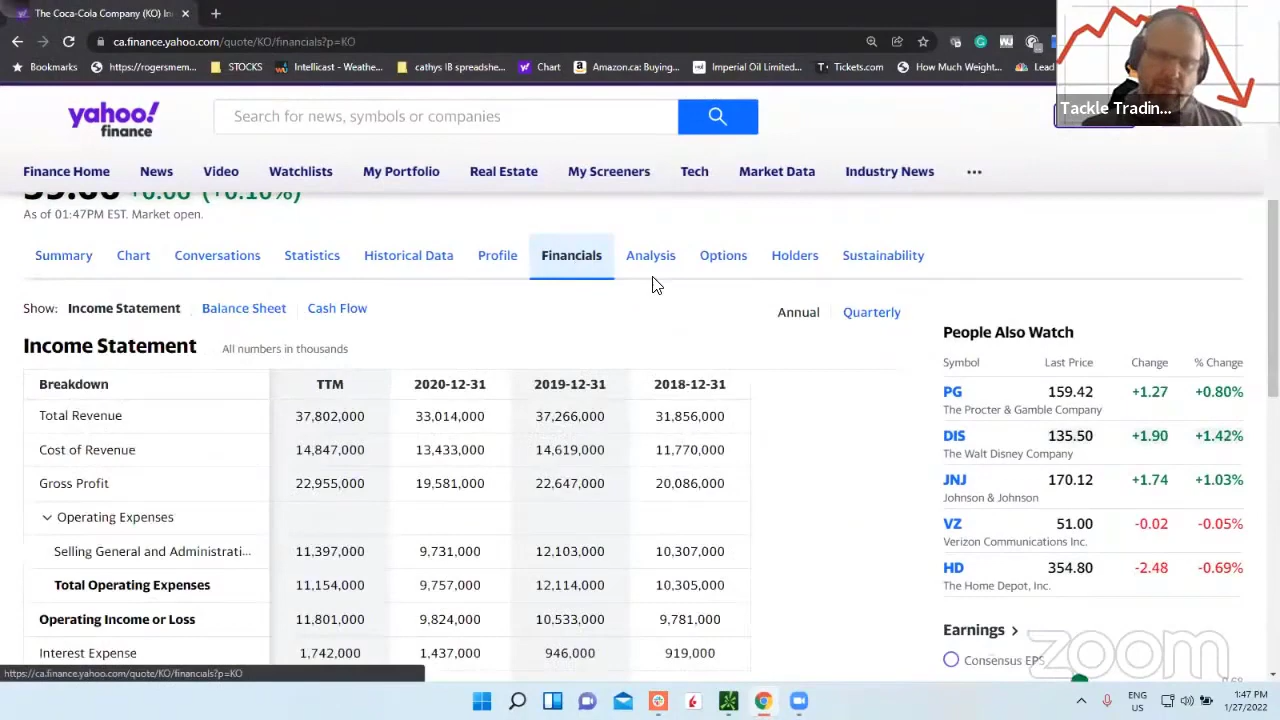 The Coca-Cola Company (KO) In
ca.finance.yahoo.com/quote/KO/financials?p=KO
Bookmarks https://rogersmem... STOCKS Intellicast - Weather... cathys IB spreadshe... Chart Amazon.ca: Buying... Imperial Oil Limited... Tickets.com How Much Weight... Lead
Tackle Tradin...
yahoo!
finance
Search for news, symbols or companies
Finance Home News Video Watchlists My Portfolio Real Estate My Screeners Tech Market Data Industry News ...
As of 01:47PM EST. Market open.
Summary Chart Conversations Statistics Historical Data Profile Financials Analysis Options Holders Sustainability
Show: Income Statement Balance Sheet Cash Flow Annual Quarterly
Income Statement All numbers in thousands
Breakdown TTM 2020-12-31 2019-12-31 2018-12-31
Total Revenue 37,802,000 33,014,000 37,266,000 31,856,000
Cost of Revenue 14,847,000 13,433,000 14,619,000 11,770,000
Gross Profit 22,955,000 19,581,000 22,647,000 20,086,000
Operating Expenses
Selling General and Administrati... 11,397,000 9,731,000 12,103,000 10,307,000
Total Operating Expenses 11,154,000 9,757,000 12,114,000 10,305,000
Operating Income or Loss 11,801,000 9,824,000 10,533,000 9,781,000
Interest Expense 1,742,000 1,437,000 946,000 919,000
People Also Watch
Symbol Last Price Change % Change
PG 159.42 +1.27 +0.80%
The Procter & Gamble Company
DIS 135.50 +1.90 +1.42%
The Walt Disney Company
JNJ 170.12 +1.74 +1.03%
Johnson & Johnson
VZ 51.00 -0.02 -0.05%
Verizon Communications Inc.
HD 354.80 -2.48 -0.69%
The Home Depot, Inc.
Earnings
Consensus EPS
zoom
https://ca.finance.yahoo.com/quote/KO/financials?p=KO
ENG
US
1:47 PM
1/27/2022